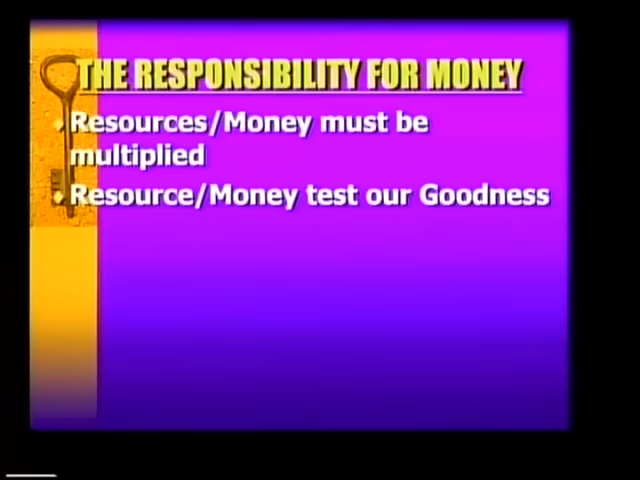 THE RESPONSIBILITY FOR MONEY
Resources/Money must be
multiplied
Resource/Money test our Goodness